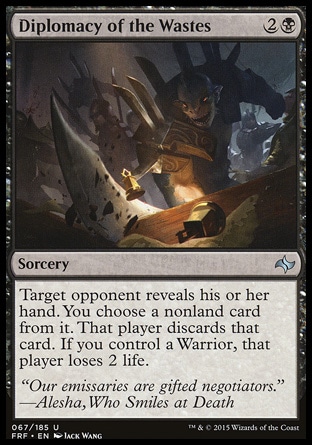 Diplomacy of the Wastes 2
Sorcery
Target opponent reveals his or her
hand. You choose a nonland card
from it. That player discards that
card. If you control a Warrior, that
player loses 2 life.
“Our emissaries are gifted negotiators.”
—Alesha, Who Smiles at Death
067/185 U
FRF • EN Jack Wang
™ & © 2015 Wizards of the Coast